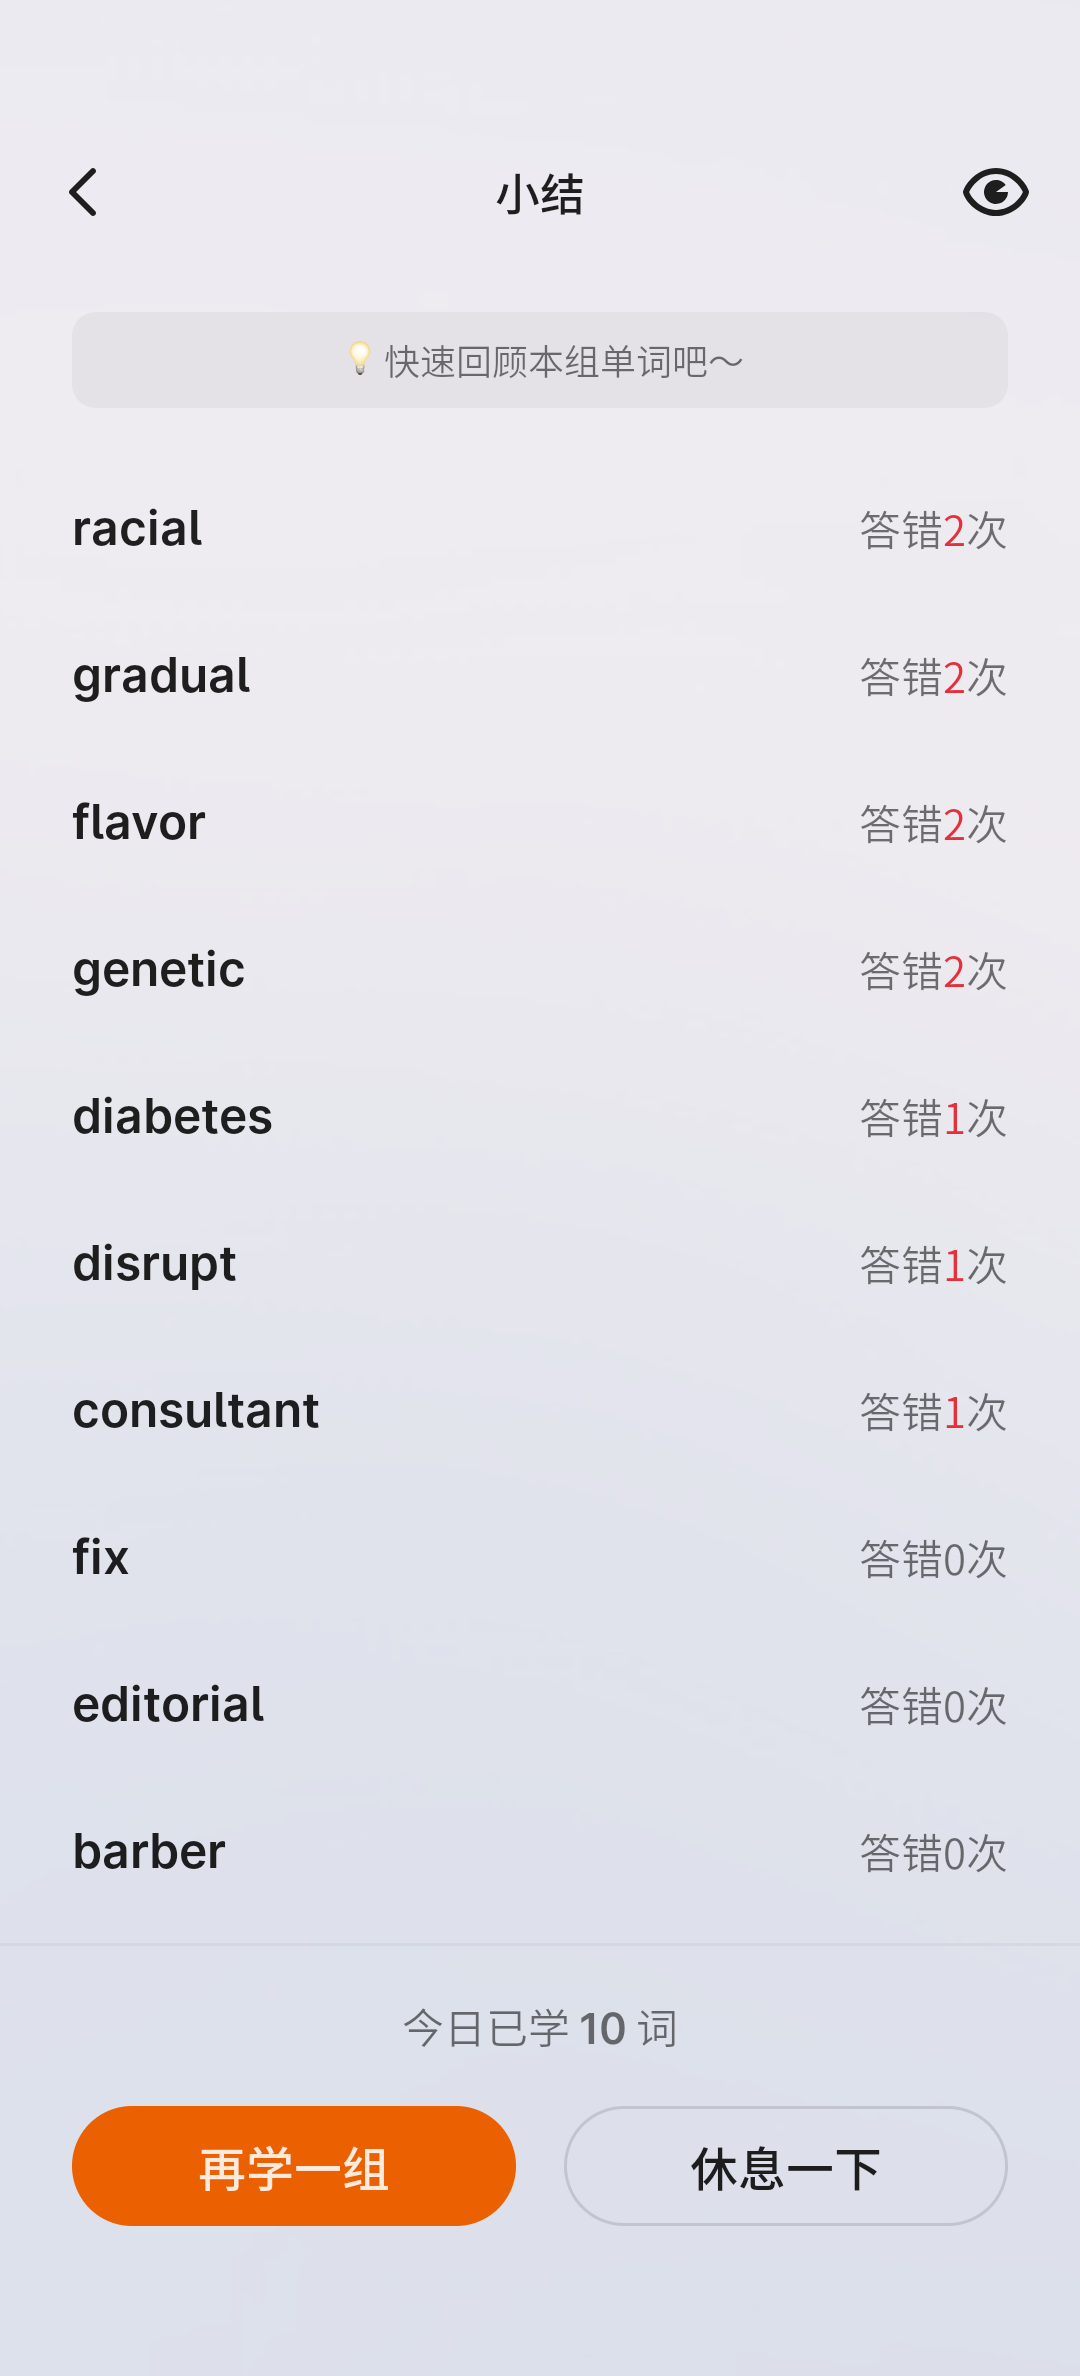 小结
💡 快速回顾本组单词吧～
racial 答错2次
gradual 答错2次
flavor 答错2次
genetic 答错2次
diabetes 答错1次
disrupt 答错1次
consultant 答错1次
fix 答错0次
editorial 答错0次
barber 答错0次
今日已学 10 词
再学一组 休息一下